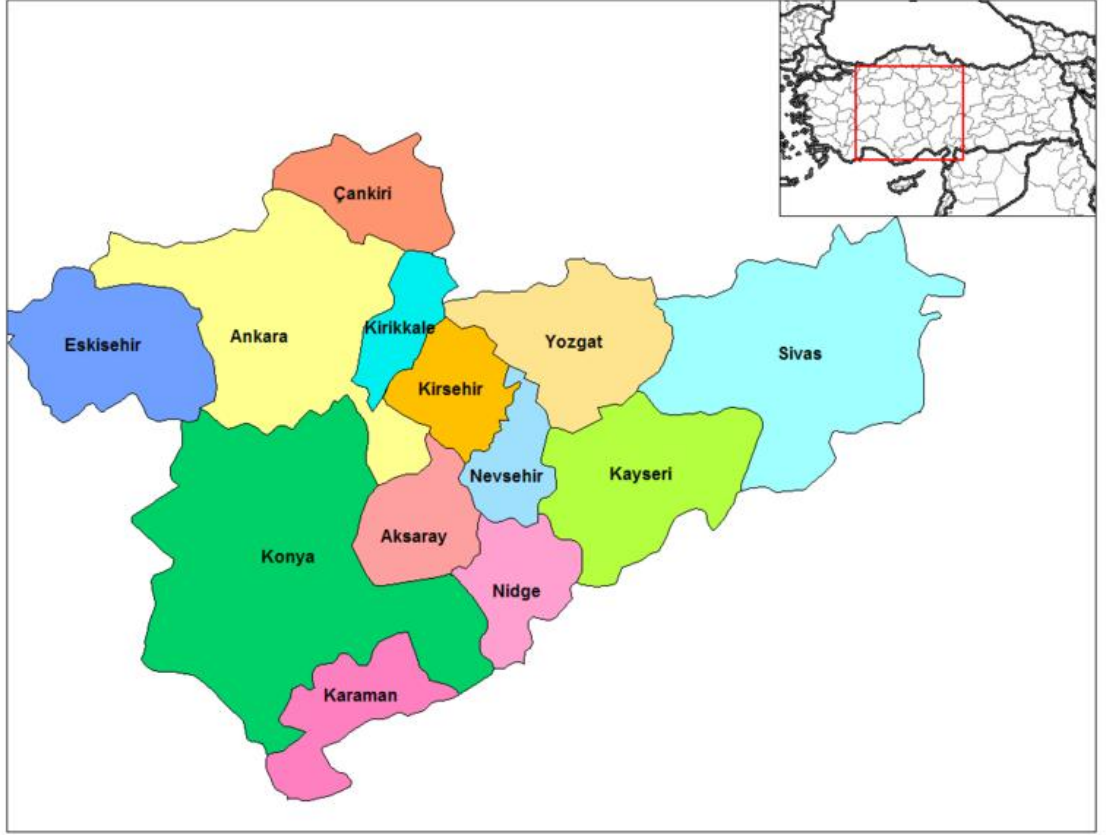 Çankiri
Kirikkale
Ankara
Eskisehir
Yozgat
Sivas
Kirsehir
Nevsehir
Kayseri
Aksaray
Konya
Nidge
Karaman